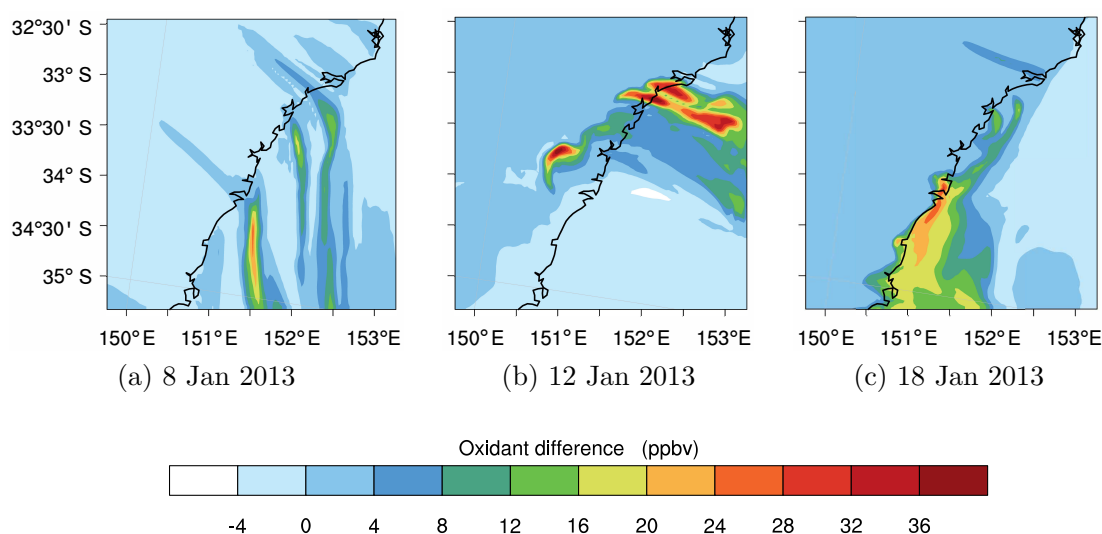 32°30' S
33° S
33°30' S
34° S
34°30' S
35° S
150°E 151°E 152°E 153°E 150°E 151°E 152°E 153°E 150°E 151°E 152°E 153°E
(a) 8 Jan 2013 (b) 12 Jan 2013 (c) 18 Jan 2013
Oxidant difference (ppbv)
-4 0 4 8 12 16 20 24 28 32 36